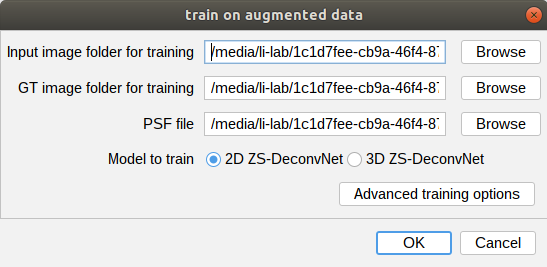 train on augmented data
Input image folder for training /media/li-lab/1c1d7fee-cb9a-46f4-87 Browse
GT image folder for training /media/li-lab/1c1d7fee-cb9a-46f4-87 Browse
PSF file /media/li-lab/1c1d7fee-cb9a-46f4-87 Browse
Model to train 2D ZS-DeconvNet 3D ZS-DeconvNet
Advanced training options
OK Cancel